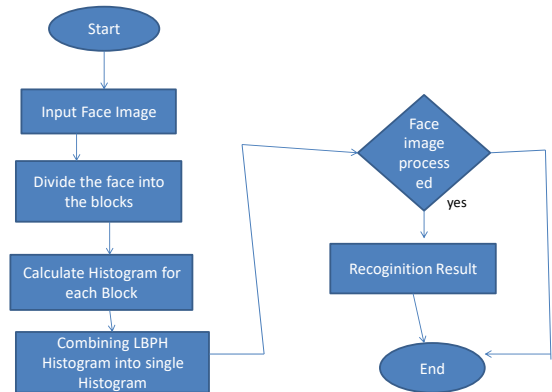 Start
Input Face Image
Divide the face into
the blocks
Calculate Histogram for
each Block
Combining LBPH
Histogram into single
Histogram
Face
image
process
ed
yes
Recoginition Result
End